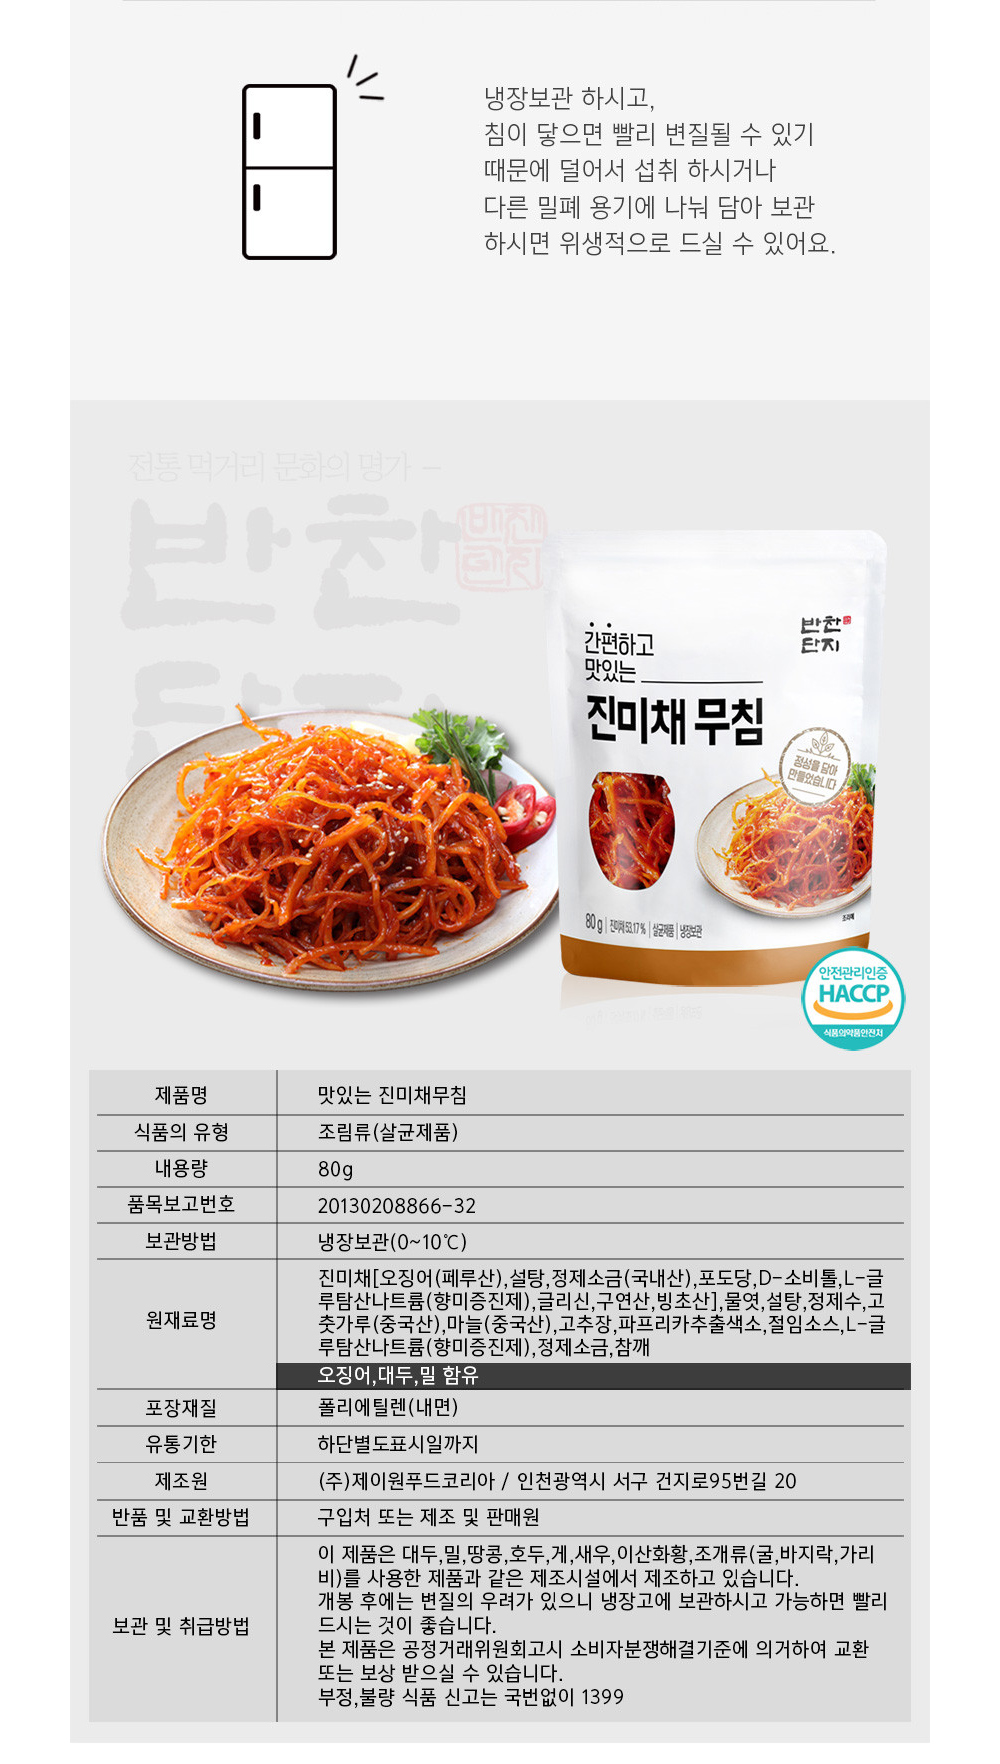 냉장보관 하시고,
침이 닿으면 빨리 변질될 수 있기
때문에 덜어서 섭취 하시거나
다른 밀폐 용기에 나눠 담아 보관
하시면 위생적으로 드실 수 있어요.
전통 먹거리 문화의 명가 –
반찬
단지
반찬
단지
반찬
단지
간편하고
맛있는
진미채 무침
정성을 담아
만들었습니다
80g | 진미채 53.17% | 살균제품 | 냉장보관
조리예
안전관리인증
HACCP
식품의약품안전처
제품명 맛있는 진미채무침
식품의 유형 조림류(살균제품)
내용량 80g
품목보고번호 20130208866-32
보관방법 냉장보관(0~10℃)
원재료명
진미채[오징어(페루산),설탕,정제소금(국내산),포도당,D-소비톨,L-글
루탐산나트륨(향미증진제),글리신,구연산,빙초산],물엿,설탕,정제수,고
춧가루(중국산),마늘(중국산),고추장,파프리카추출색소,절임소스,L-글
루탐산나트륨(향미증진제),정제소금,참깨
오징어,대두,밀 함유
포장재질 폴리에틸렌(내면)
유통기한 하단별도표시일까지
제조원 (주)제이원푸드코리아 / 인천광역시 서구 건지로95번길 20
반품 및 교환방법 구입처 또는 제조 및 판매원
보관 및 취급방법
이 제품은 대두,밀,땅콩,호두,게,새우,이산화황,조개류(굴,바지락,가리
비)를 사용한 제품과 같은 제조시설에서 제조하고 있습니다.
개봉 후에는 변질의 우려가 있으니 냉장고에 보관하시고 가능하면 빨리
드시는 것이 좋습니다.
본 제품은 공정거래위원회고시 소비자분쟁해결기준에 의거하여 교환
또는 보상 받으실 수 있습니다.
부정,불량 식품 신고는 국번없이 1399